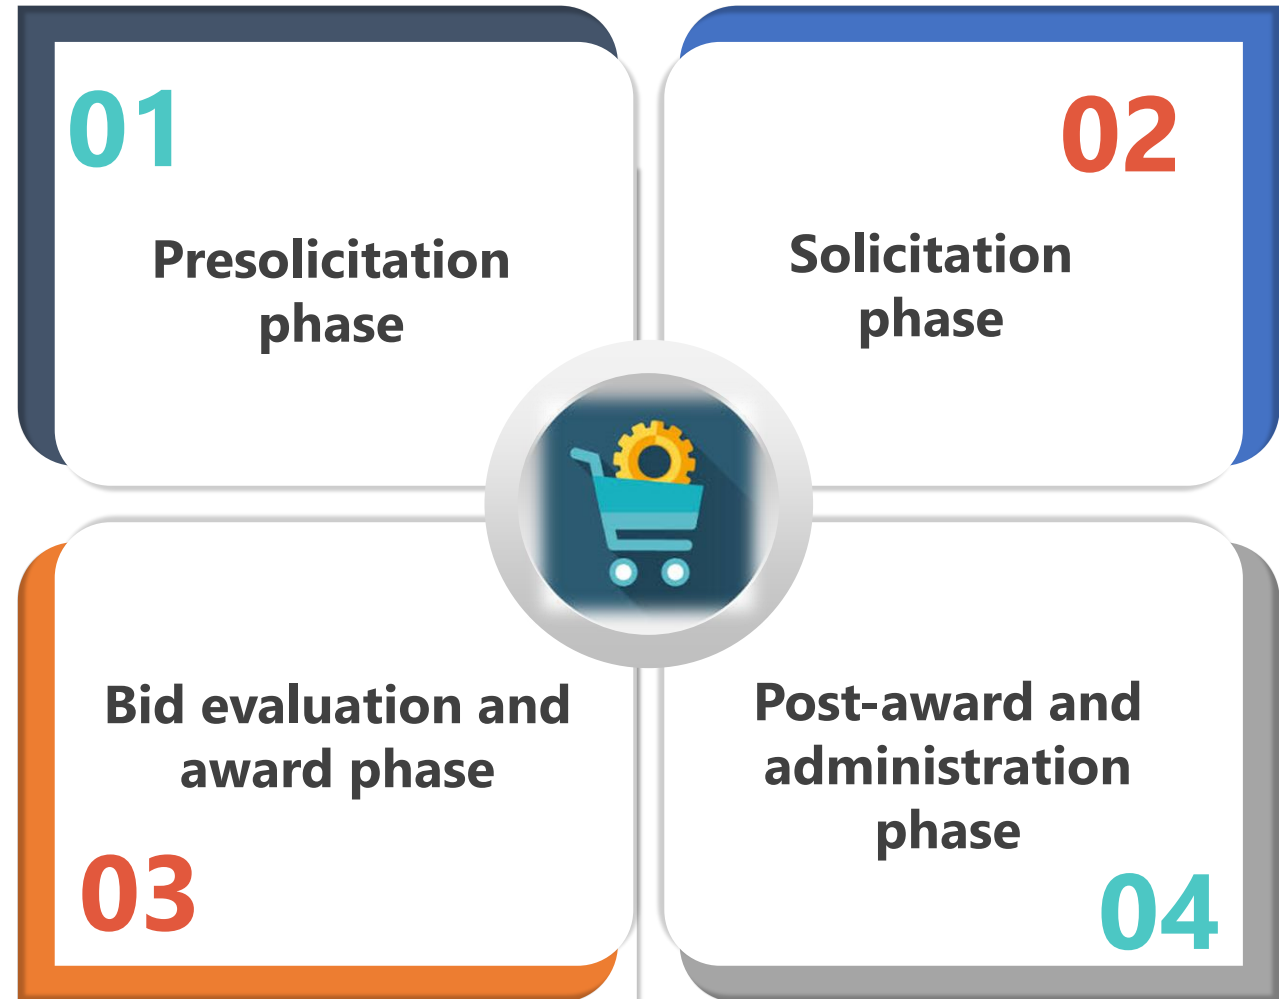 01
Presolicitation
phase
02
Solicitation
phase
Bid evaluation and
award phase
03
Post-award and
administration
phase
04